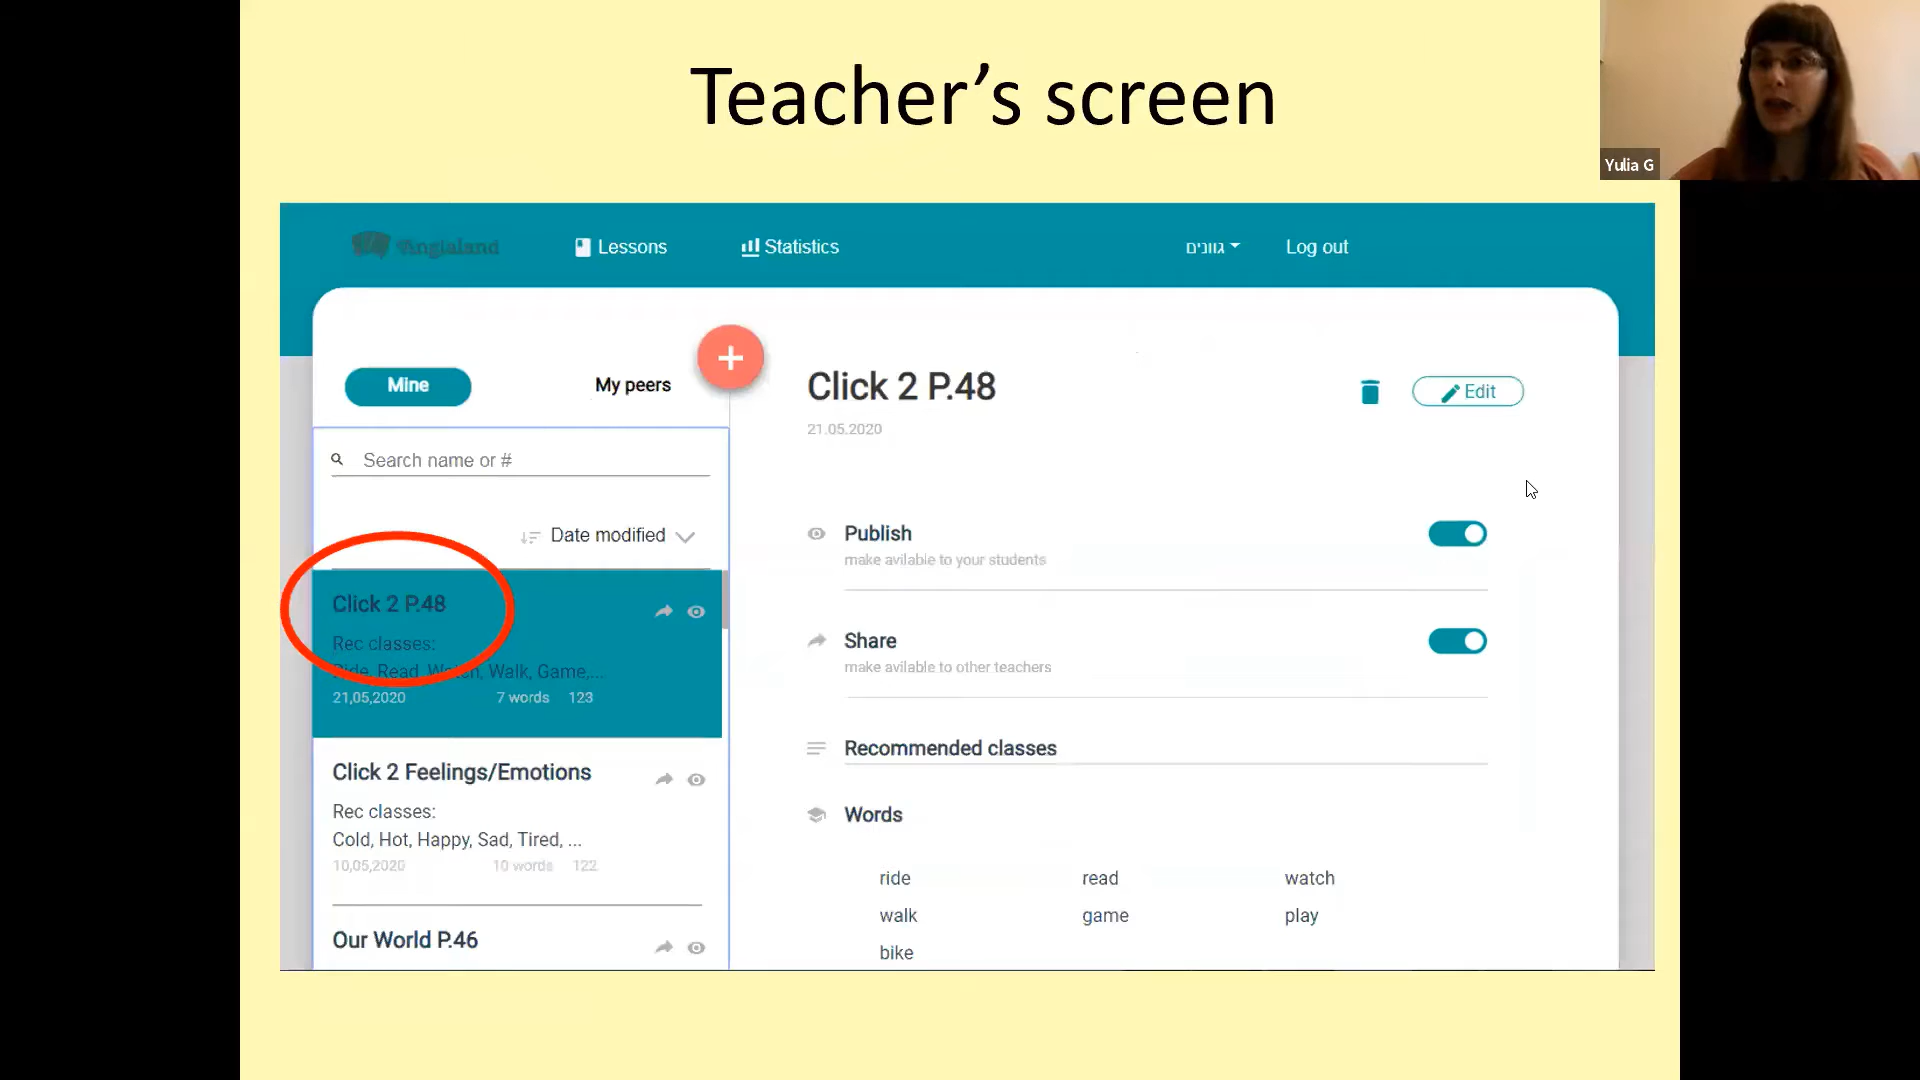 Teacher's screen
Yulia G
Anglaland
Lessons
Statistics
גוונים
Log out
Mine
My peers
+
Search name or #
Date modified
Click 2 P.48
Rec classes:
Ride, Read, Watch, Walk, Game,...
21,05,2020 7 words 123
Click 2 Feelings/Emotions
Rec classes:
Cold, Hot, Happy, Sad, Tired, ...
10,05,2020 10 words 122
Our World P.46
Click 2 P.48
21.05.2020
Edit
Publish
make avilable to your students
Share
make avilable to other teachers
Recommended classes
Words
ride read watch
walk game play
bike